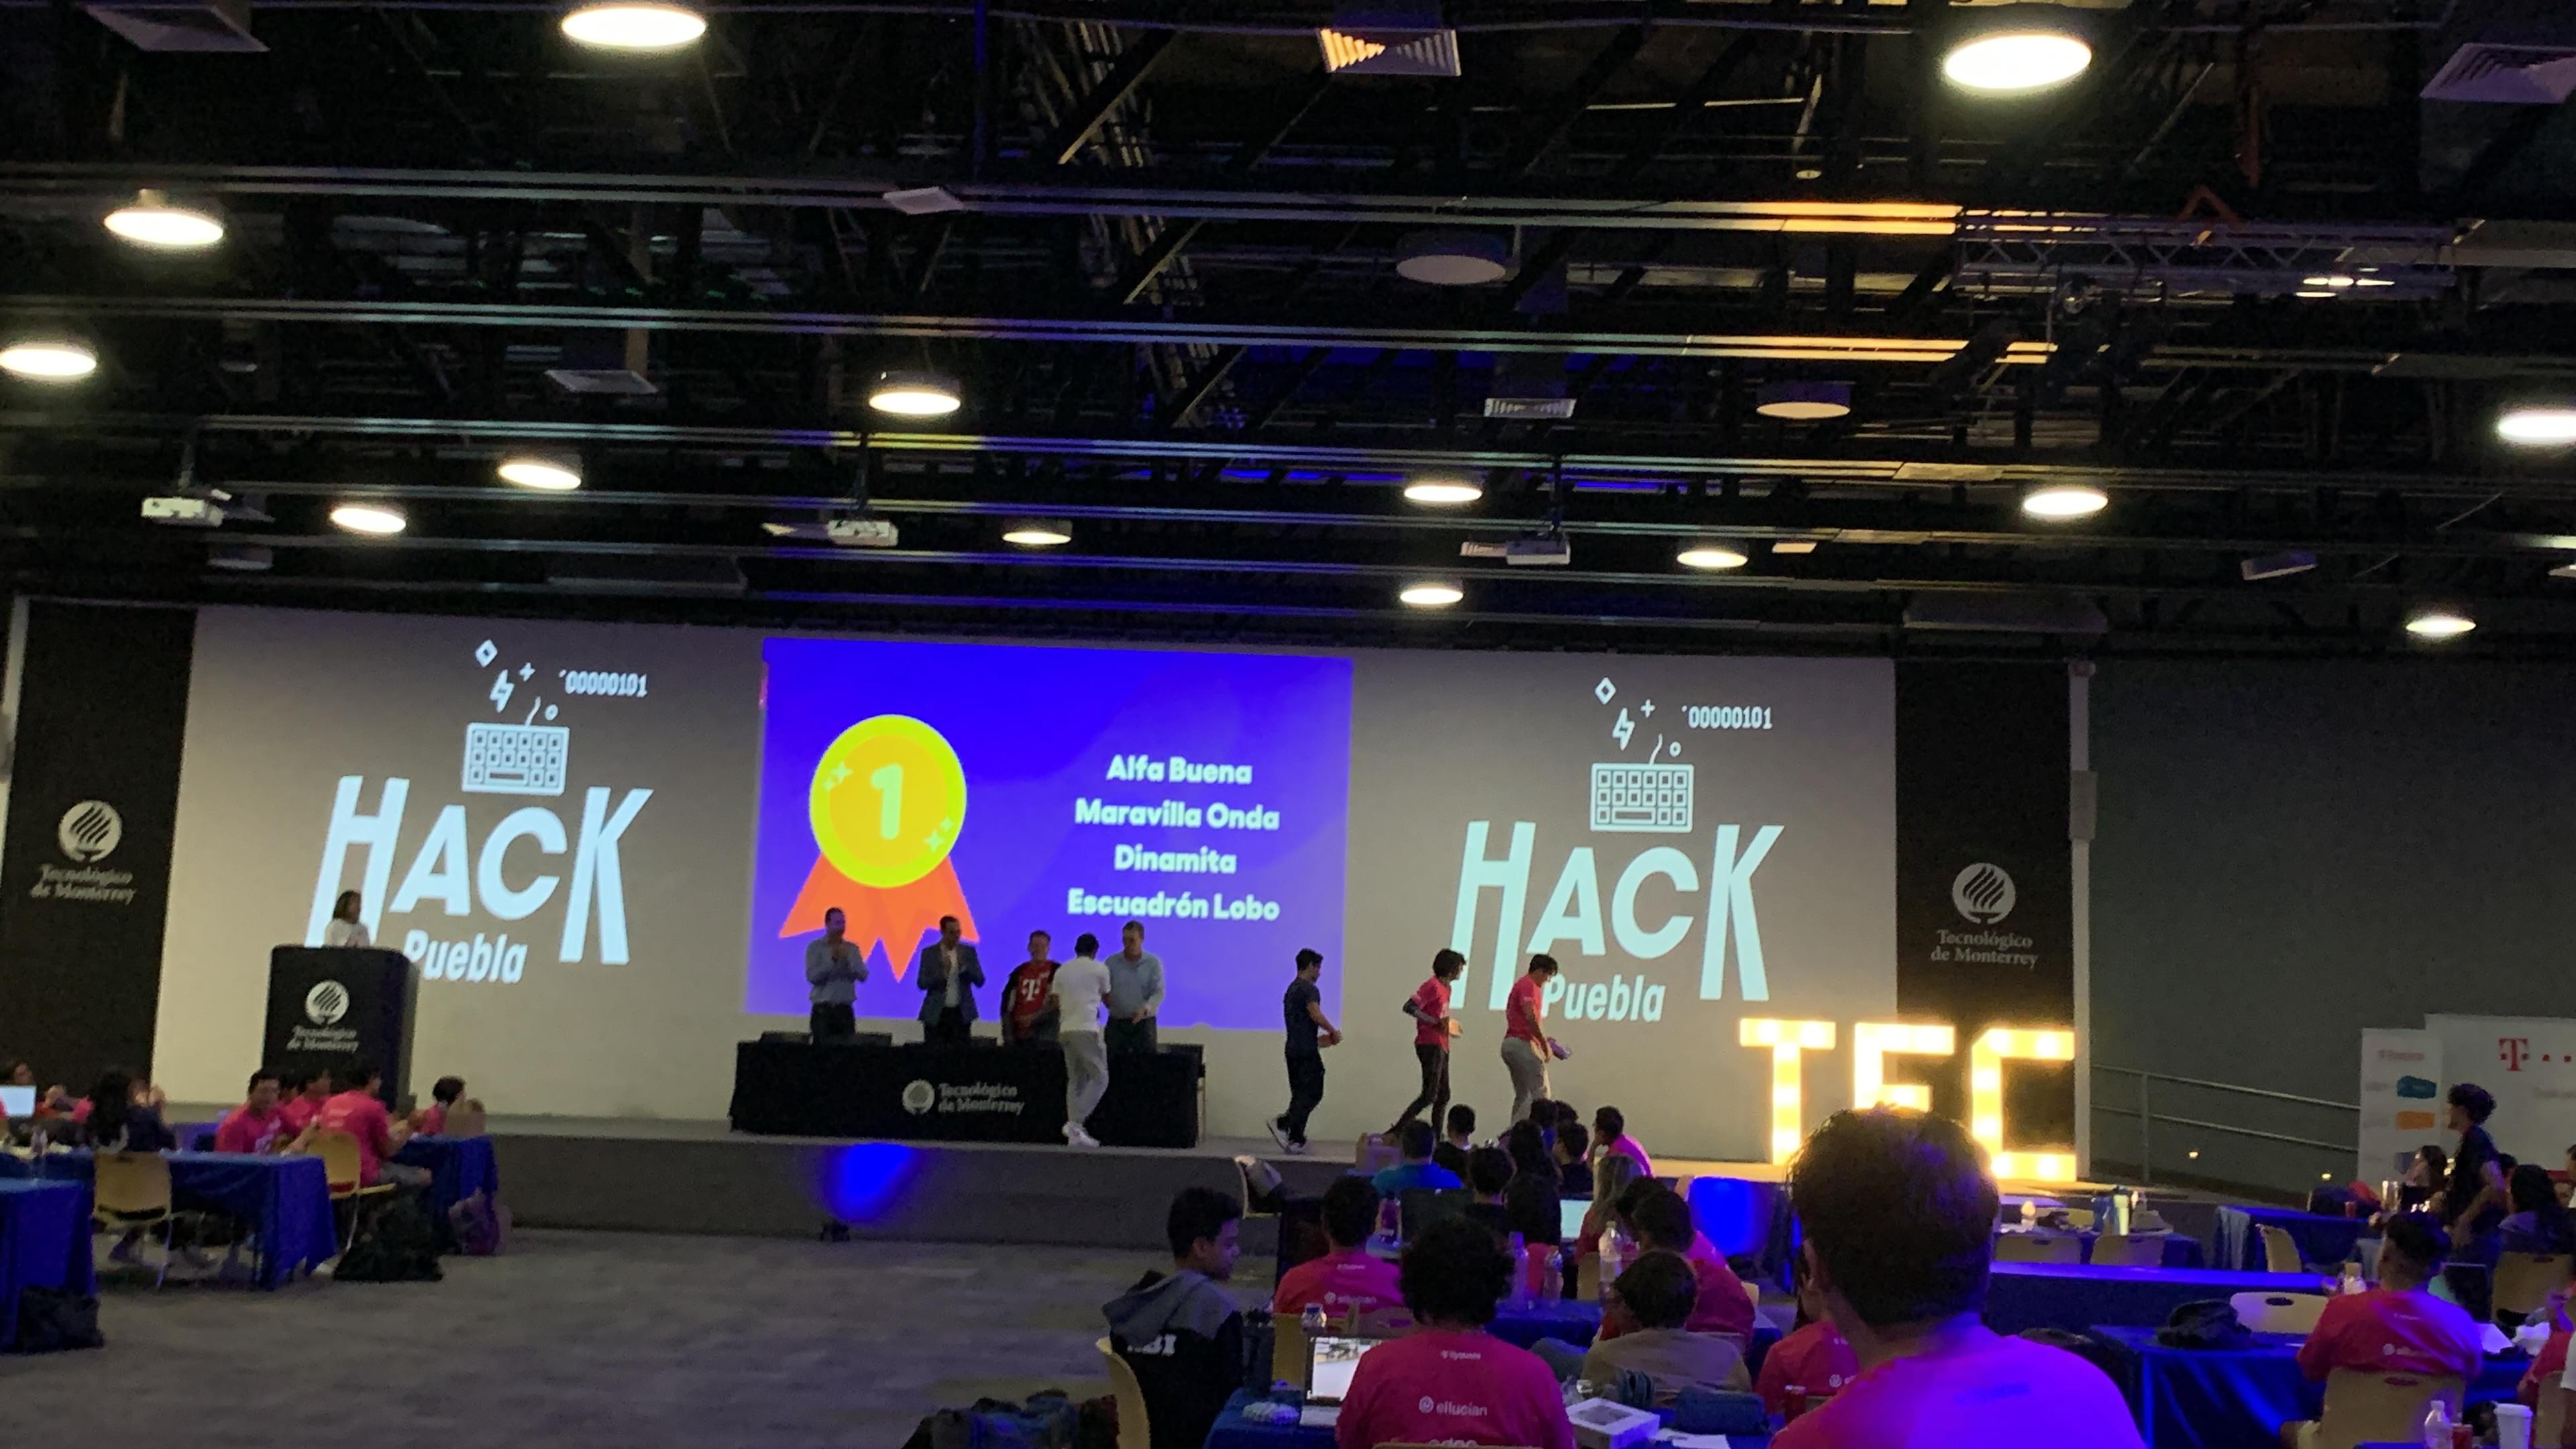 00000101
HACK
Puebla
1
Alfa Buena
Maravilla Onda
Dinamita
Escuadrón Lobo
00000101
HACK
Puebla
Tecnológico
de Monterrey
Tecnológico
de Monterrey
Tecnológico
de Monterrey
Tecnológico
de Monterrey
T
TEC
T
ellucian
ellucian